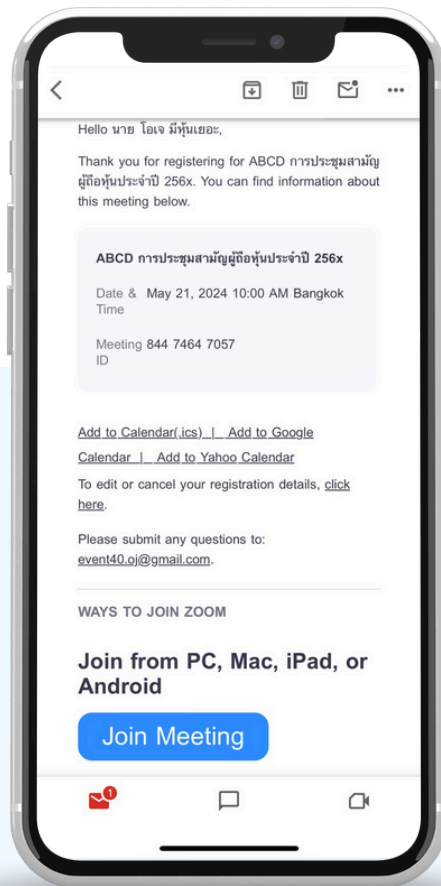 Hello นาย โอเจ มีหุ้นเยอะ,
Thank you for registering for ABCD การประชุมสามัญ
ผู้ถือหุ้นประจำปี 256x. You can find information about
this meeting below.
ABCD การประชุมสามัญผู้ถือหุ้นประจำปี 256x
Date & May 21, 2024 10:00 AM Bangkok
Time
Meeting 844 7464 7057
ID
Add to Calendar(.ics) | Add to Google
Calendar | Add to Yahoo Calendar
To edit or cancel your registration details, click
here.
Please submit any questions to:
event40.oj@gmail.com.
WAYS TO JOIN ZOOM
Join from PC, Mac, iPad, or
Android
Join Meeting
1